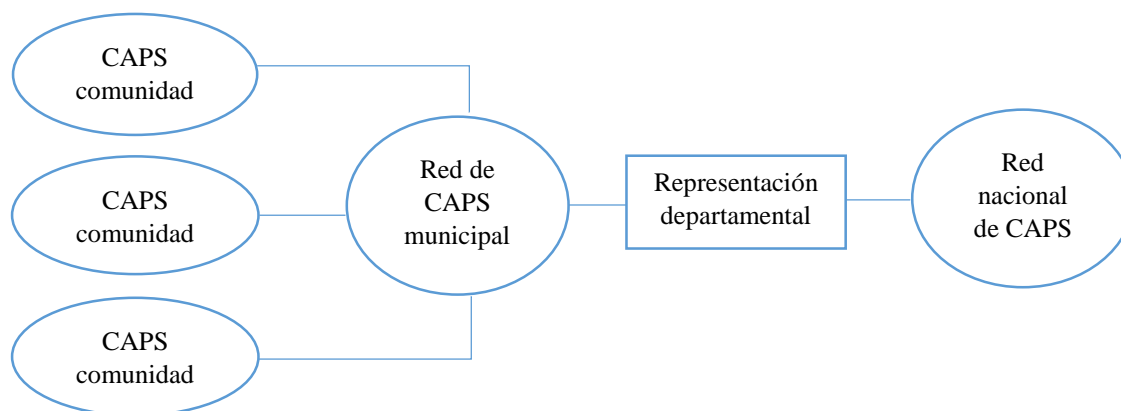 CAPS
comunidad
CAPS
comunidad
CAPS
comunidad
Red de
CAPS
municipal
Representación
departamental
Red
nacional
de CAPS